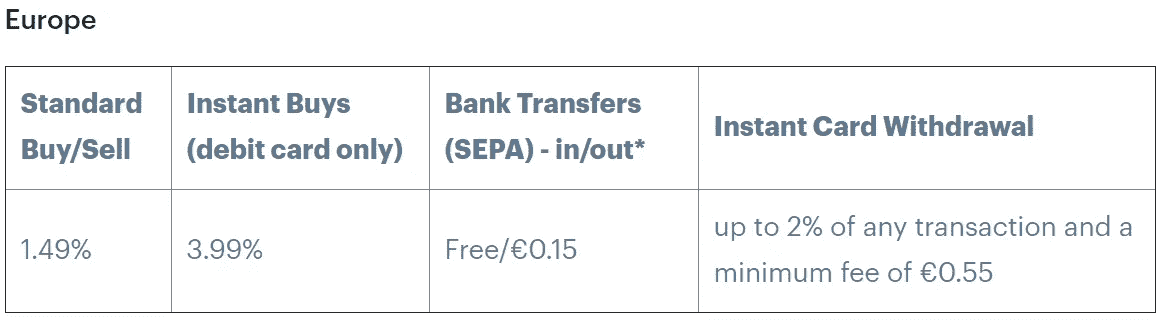 Europe
Standard
Buy/Sell
Instant Buys
(debit card only)
Bank Transfers
(SEPA) - in/out*
Instant Card Withdrawal
1.49%
3.99%
Free/€0.15
up to 2% of any transaction and a
minimum fee of €0.55